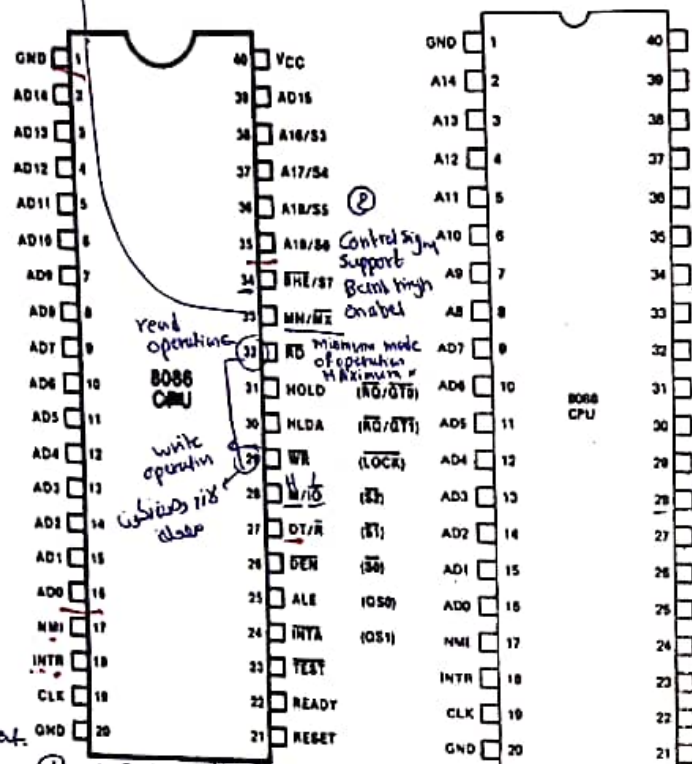 GND 1
AD14 2
AD13 3
AD12 4
AD11 5
AD10 6
AD9 7
AD8 8
AD7 9
AD6 10
AD5 11
AD4 12
AD3 13
AD2 14
AD1 15
AD0 16
NMI 17
INTR 18
CLK 19
GND 20
8086
CPU
40 VCC
39 AD15
38 A16/S3
37 A17/S4
36 A18/S5
35 A19/S6
34 BHE/S7
33 MN/MX
32 RD
31 HOLD (RQ/GT0)
30 HLDA (RQ/GT1)
29 WR (LOCK)
28 M/IO (S2)
27 DT/R (S1)
26 DEN (S0)
25 ALE (QS0)
24 INTA (QS1)
23 TEST
22 READY
21 RESET
read
operations
write
operation
2
Control sign
Support
high
Enabel
Minimum mode
of operation
Maximum "
H L
1
GND 1
A14 2
A13 3
A12 4
A11 5
A10 6
A9 7
A8 8
AD7 9
AD6 10
AD5 11
AD4 12
AD3 13
AD2 14
AD1 15
AD0 16
NMI 17
INTR 18
CLK 19
GND 20
8088
CPU
40
39
38
37
36
35
34
33
32
31
30
29
28
27
26
25
24
23
22
21